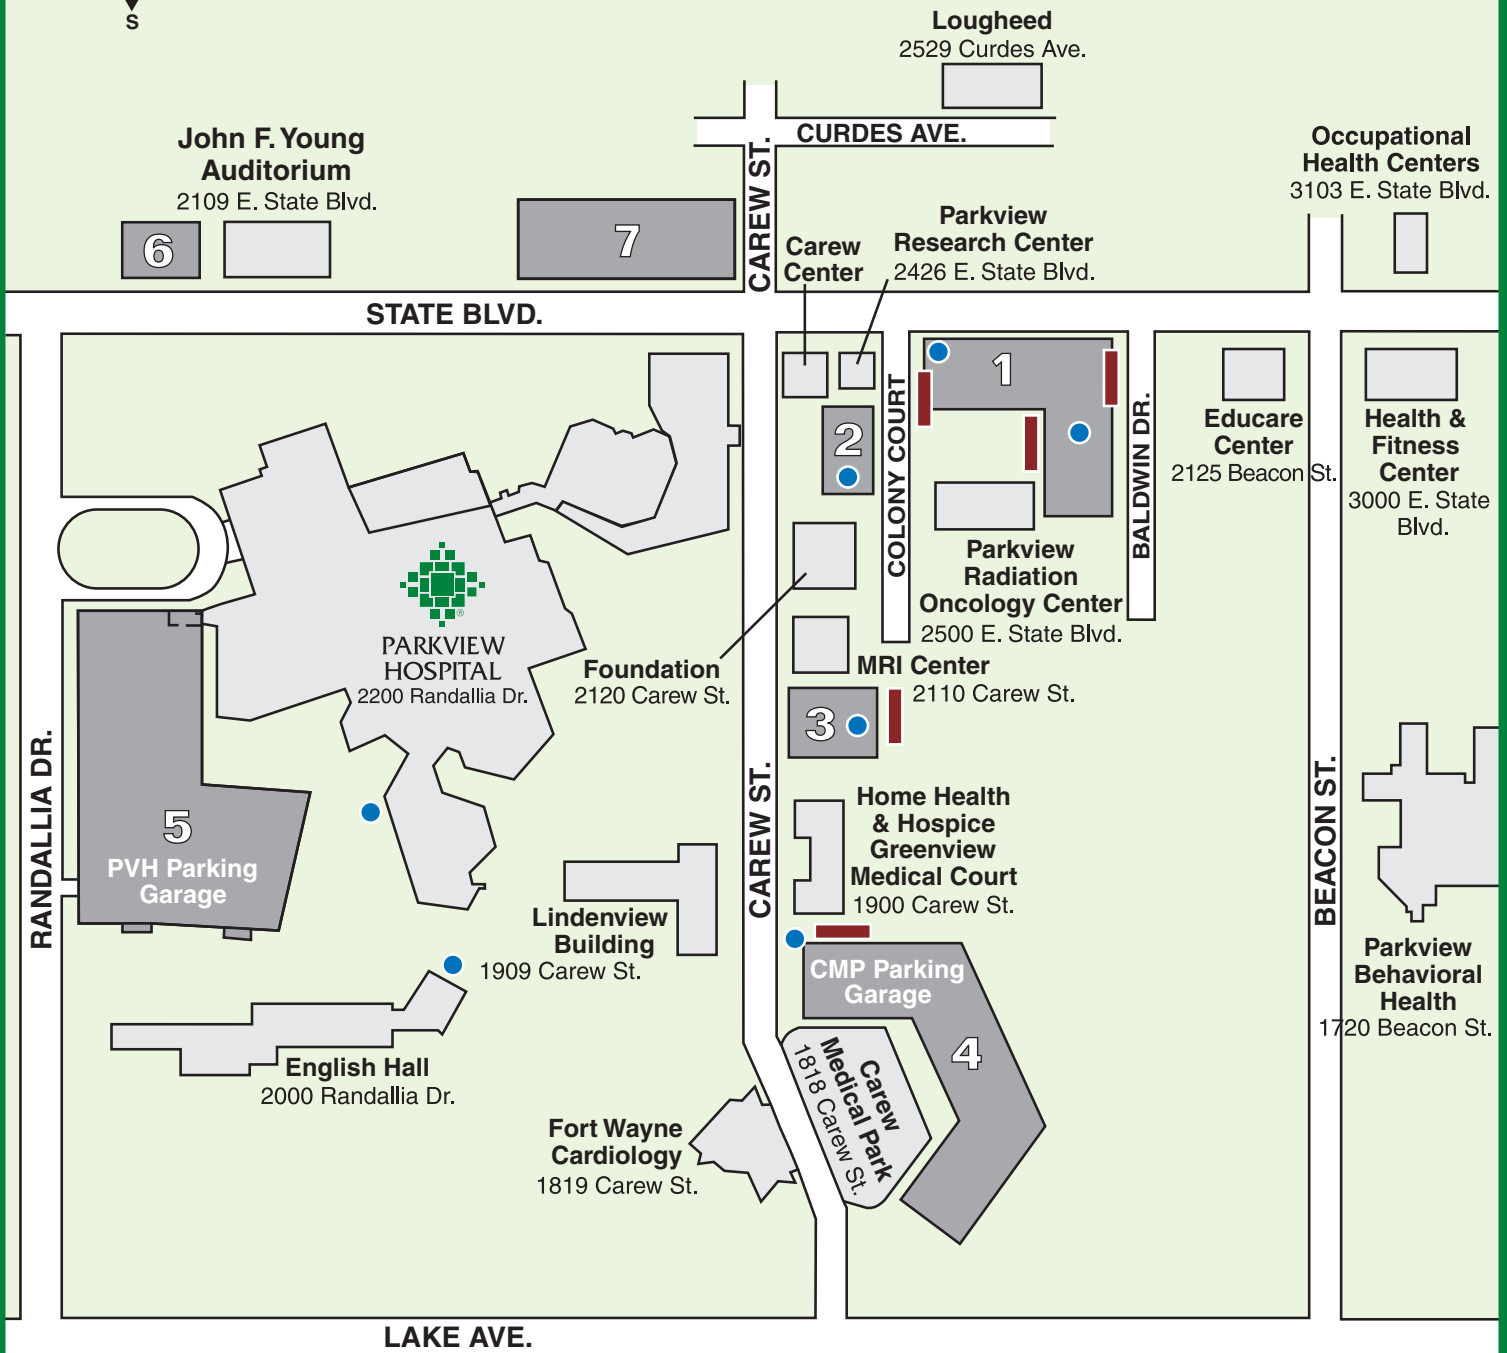 S
Lougheed
2529 Curdes Ave.
CURDES AVE.
CAREW ST.
John F. Young
Auditorium
2109 E. State Blvd.
6
7
Occupational
Health Centers
3103 E. State Blvd.
Parkview
Research Center
2426 E. State Blvd.
Carew
Center
STATE BLVD.
1
2
COLONY COURT
BALDWIN DR.
Educare
Center
2125 Beacon St.
Health &
Fitness
Center
3000 E. State
Blvd.
Parkview
Radiation
Oncology Center
2500 E. State Blvd.
®
PARKVIEW
HOSPITAL
2200 Randallia Dr.
Foundation
2120 Carew St.
MRI Center
2110 Carew St.
3
RANDALLIA DR.
5
PVH Parking
Garage
CAREW ST.
Home Health
& Hospice
Greenview
Medical Court
1900 Carew St.
BEACON ST.
Lindenview
Building
1909 Carew St.
Parkview
Behavioral
Health
1720 Beacon St.
CMP Parking
Garage
4
English Hall
2000 Randallia Dr.
Carew
Medical Park
1818 Carew St.
Fort Wayne
Cardiology
1819 Carew St.
LAKE AVE.